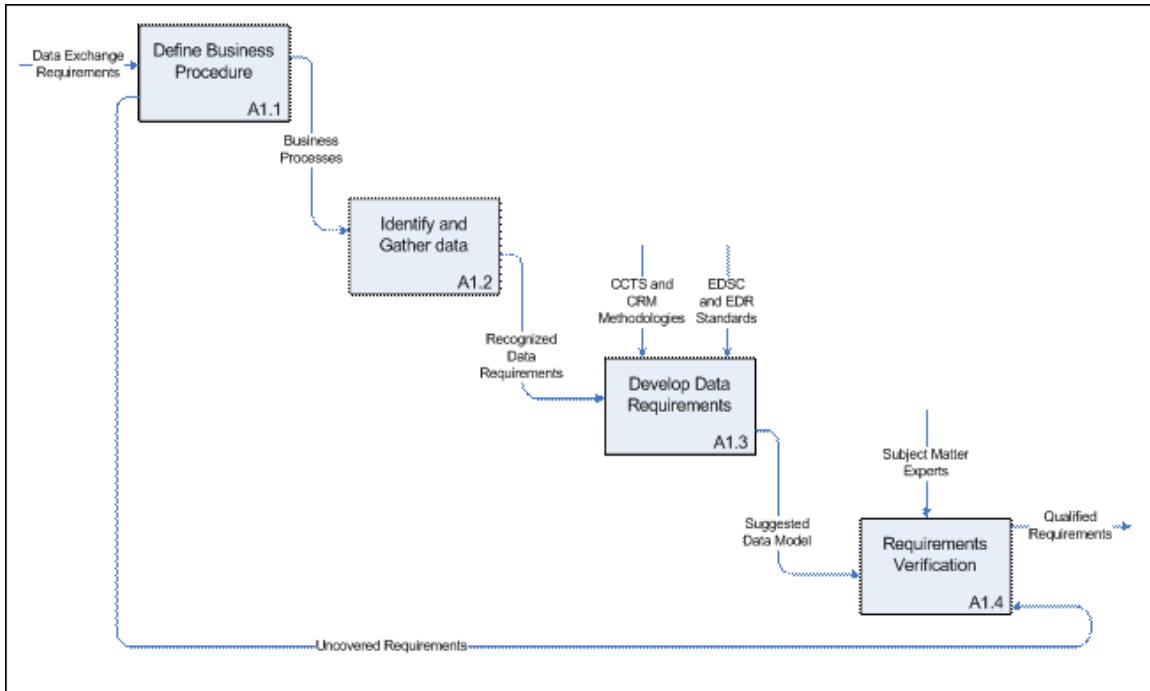 Data Exchange
Requirements
Define Business
Procedure
A1.1
Business
Processes
Identify and
Gather data
A1.2
Recognized
Data
Requirements
CCTS and
CRM
Methodologies
EDSC
and EDR
Standards
Develop Data
Requirements
A1.3
Suggested
Data Model
Subject Matter
Experts
Requirements
Verification
A1.4
Qualified
Requirements
Uncovered Requirements